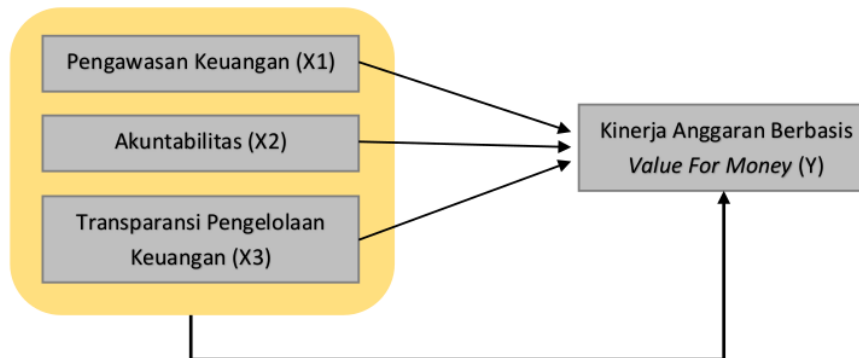 Pengawasan Keuangan (X1)
Akuntabilitas (X2)
Transparansi Pengelolaan
Keuangan (X3)
Kinerja Anggaran Berbasis
Value For Money (Y)